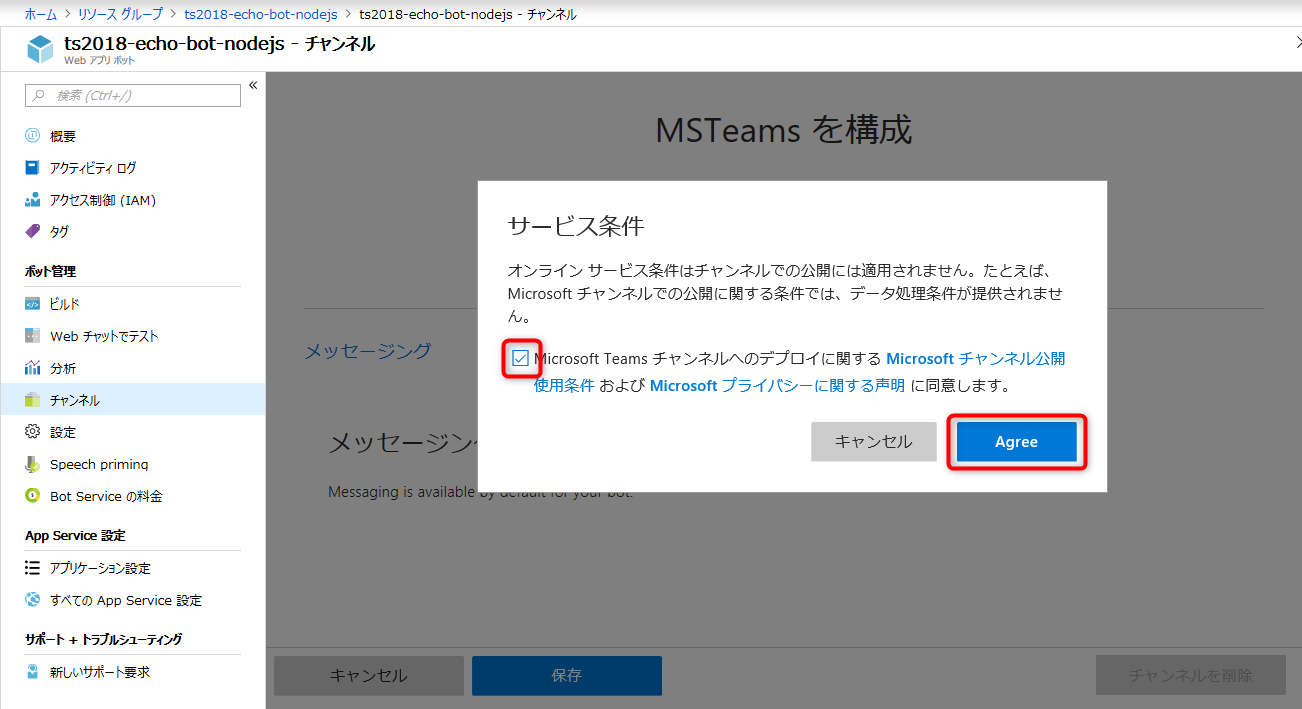 ホーム > リソース グループ > ts2018-echo-bot-nodejs > ts2018-echo-bot-nodejs - チャンネル
ts2018-echo-bot-nodejs - チャンネル
Web アプリ ボット
検索 (Ctrl+/)
概要
アクティビティ ログ
アクセス制御 (IAM)
タグ
ボット管理
ビルド
Web チャットでテスト
分析
チャンネル
設定
Speech priming
Bot Service の料金
App Service 設定
アプリケーション設定
すべての App Service 設定
サポート + トラブルシューティング
新しいサポート要求
MSTeams を構成
メッセージング
メッセージン
Messaging is available by default for your bot.
サービス条件
オンライン サービス条件はチャンネルでの公開には適用されません。たとえば、
Microsoft チャンネルでの公開に関する条件では、データ処理条件が提供されませ
ん。
Microsoft Teams チャンネルへのデプロイに関する Microsoft チャンネル公開
使用条件 および Microsoft プライバシーに関する声明 に同意します。
キャンセル
Agree
キャンセル
保存
チャンネルを削除